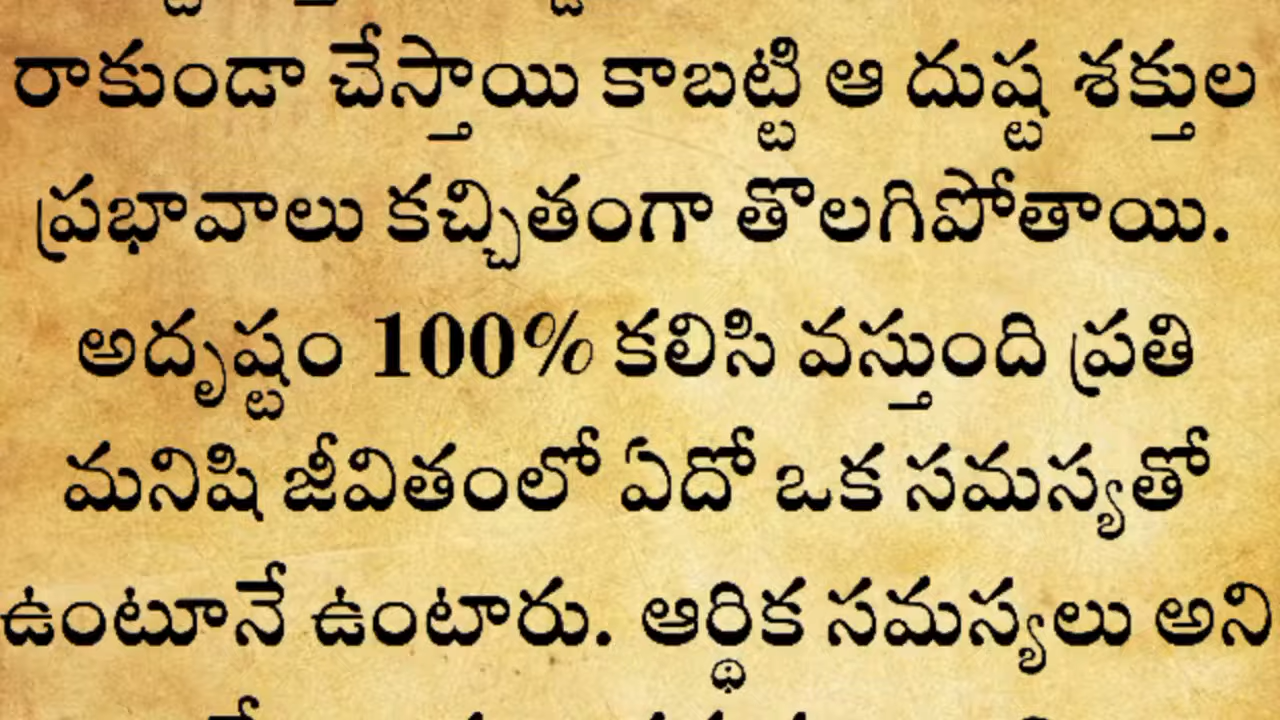 రాకుండా చేస్తాయి కాబట్టి ఆ దుష్ట శక్తుల
ప్రభావాలు కచ్చితంగా తొలగిపోతాయి.
అదృష్టం 100% కలిసి వస్తుంది ప్రతి
మనిషి జీవితంలో ఏదో ఒక సమస్యతో
ఉంటూనే ఉంటారు. ఆర్థిక సమస్యలు అని